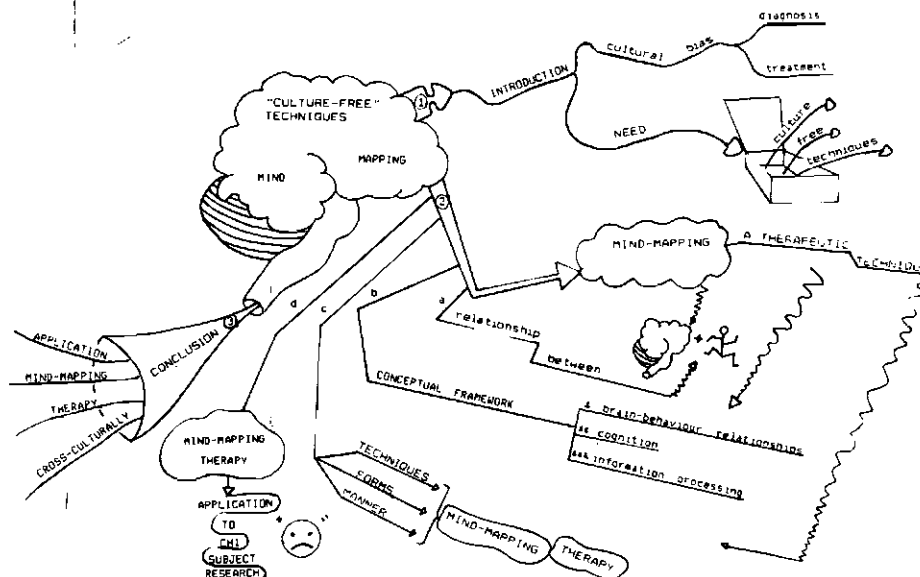 "CULTURE-FREE"
TECHNIQUES
MAPPING
MIND
1
INTRODUCTION
cultural bias
diagnosis
treatment
NEED
culture
free
techniques
2
MIND-MAPPING
A THERAPEUTIC
TECHNIQU
a
relationship
between
b
CONCEPTUAL FRAMEWORK
& brain-behaviour relationships
&& cognition
&&& information processing
c
TECHNIQUES
FORMS
MANNER
MIND-MAPPING THERAPY
d
MIND-MAPPING
THERAPY
APPLICATION
TO
CHI
SUBJECT
RESEARCH
3
CONCLUSION
APPLICATION
MIND-MAPPING
THERAPY
CROSS-CULTURALLY